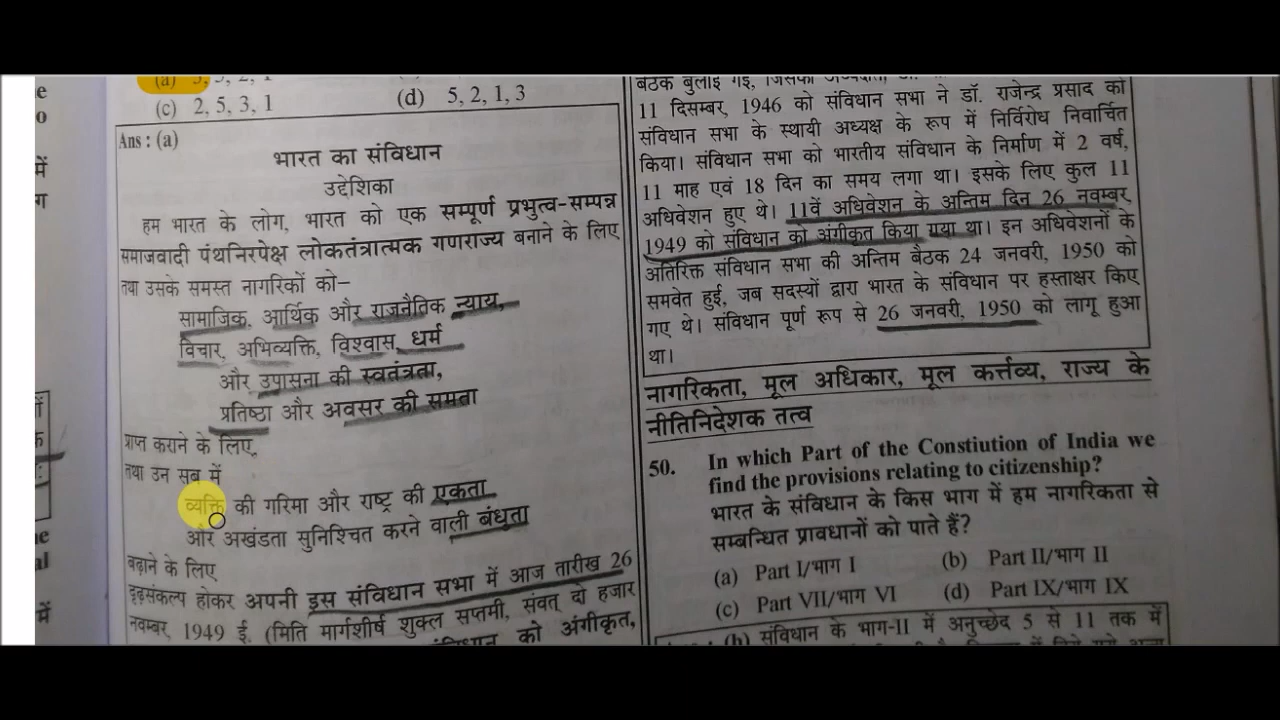 (c) 2, 5, 3, 1 (d) 5, 2, 1, 3
Ans : (a)
भारत का संविधान
उद्देशिका
हम भारत के लोग, भारत को एक सम्पूर्ण प्रभुत्व-सम्पन्न
समाजवादी पंथनिरपेक्ष लोकतंत्रात्मक गणराज्य बनाने के लिए
तथा उसके समस्त नागरिकों को–
सामाजिक, आर्थिक और राजनैतिक न्याय,
विचार, अभिव्यक्ति, विश्वास, धर्म
और उपासना की स्वतंत्रता,
प्रतिष्ठा और अवसर की समता
प्राप्त कराने के लिए,
तथा उन सब में
व्यक्ति की गरिमा और राष्ट्र की एकता
और अखंडता सुनिश्चित करने वाली बंधुता
बढ़ाने के लिए
दृढ़संकल्प होकर अपनी इस संविधान सभा में आज तारीख 26
नवम्बर, 1949 ई. (मिति मार्गशीर्ष शुक्ल सप्तमी, संवत् दो हजार
को अंगीकृत,
बैठक बुलाई गई, जिसकी
11 दिसम्बर, 1946 को संविधान सभा ने डॉ. राजेन्द्र प्रसाद को
संविधान सभा के स्थायी अध्यक्ष के रूप में निर्विरोध निवार्चित
किया। संविधान सभा को भारतीय संविधान के निर्माण में 2 वर्ष,
11 माह एवं 18 दिन का समय लगा था। इसके लिए कुल 11
अधिवेशन हुए थे। 11वें अधिवेशन के अन्तिम दिन 26 नवम्बर,
1949 को संविधान को अंगीकृत किया गया था। इन अधिवेशनों के
अतिरिक्त संविधान सभा की अन्तिम बैठक 24 जनवरी, 1950 को
समवेत हुई, जब सदस्यों द्वारा भारत के संविधान पर हस्ताक्षर किए
गए थे। संविधान पूर्ण रूप से 26 जनवरी, 1950 को लागू हुआ
था।
नागरिकता, मूल अधिकार, मूल कर्त्तव्य, राज्य के
नीतिनिदेशक तत्व
50. In which Part of the Constiution of India we
find the provisions relating to citizenship?
भारत के संविधान के किस भाग में हम नागरिकता से
सम्बन्धित प्रावधानों को पाते हैं?
(a) Part I/भाग I (b) Part II/भाग II
(c) Part VII/भाग VI (d) Part IX/भाग IX
(b) संविधान के भाग-II में अनुच्छेद 5 से 11 तक में